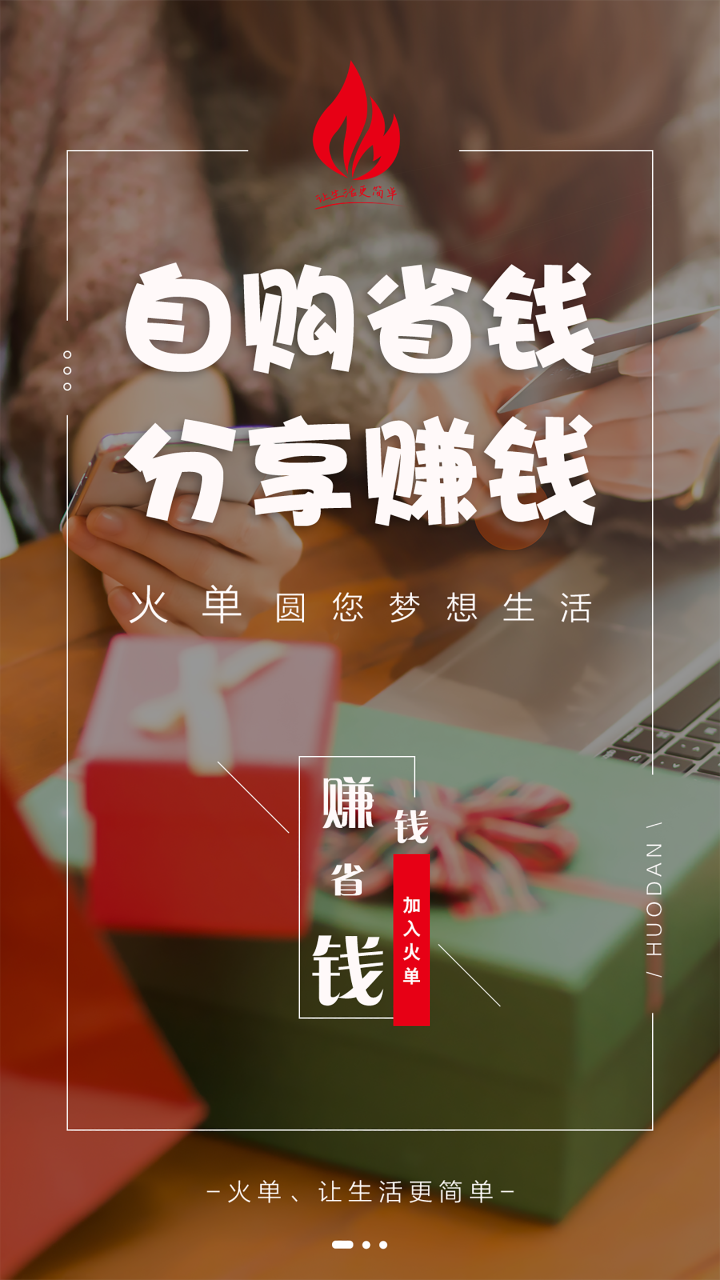 让生活更简单
自购省钱
分享赚钱
火单圆您梦想生活
赚钱
省钱
加入火单
/ HUODAN \
–火单、让生活更简单–